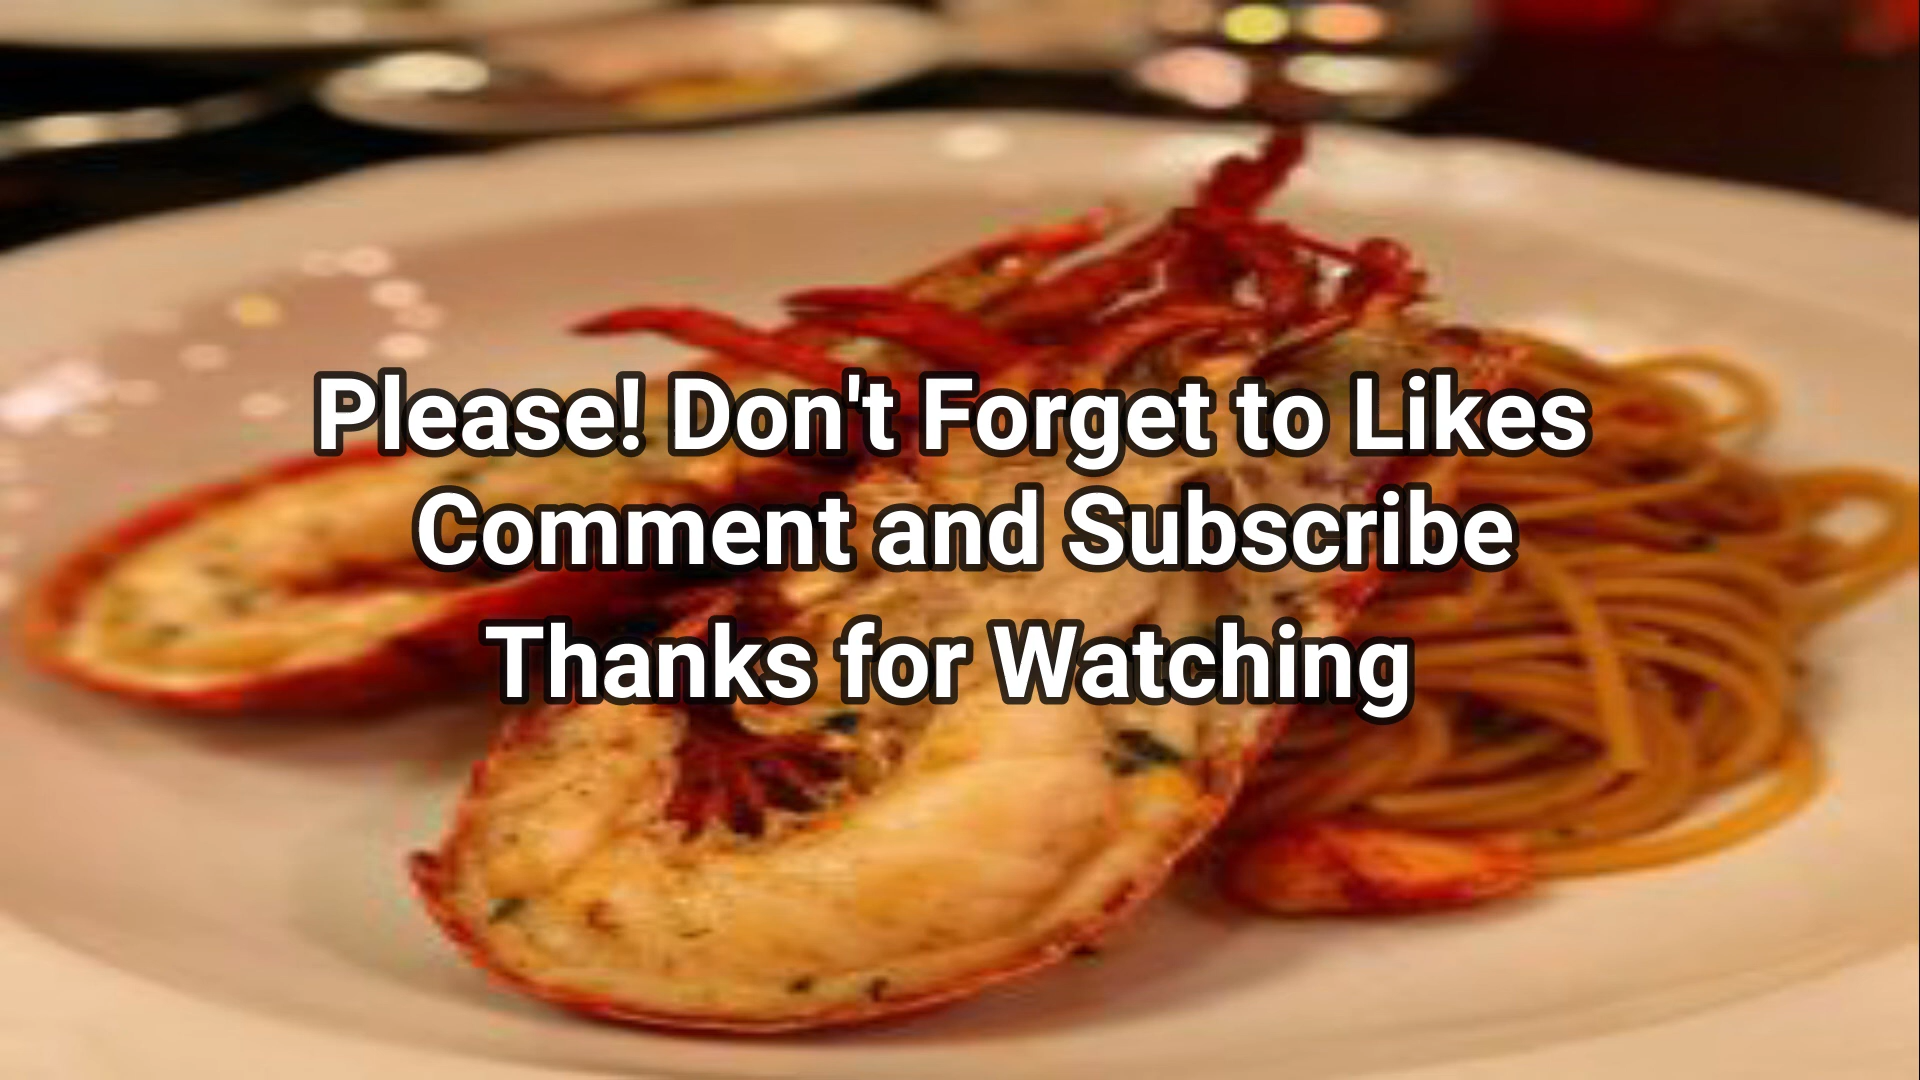 Please! Don't Forget to Likes
Comment and Subscribe
Thanks for Watching